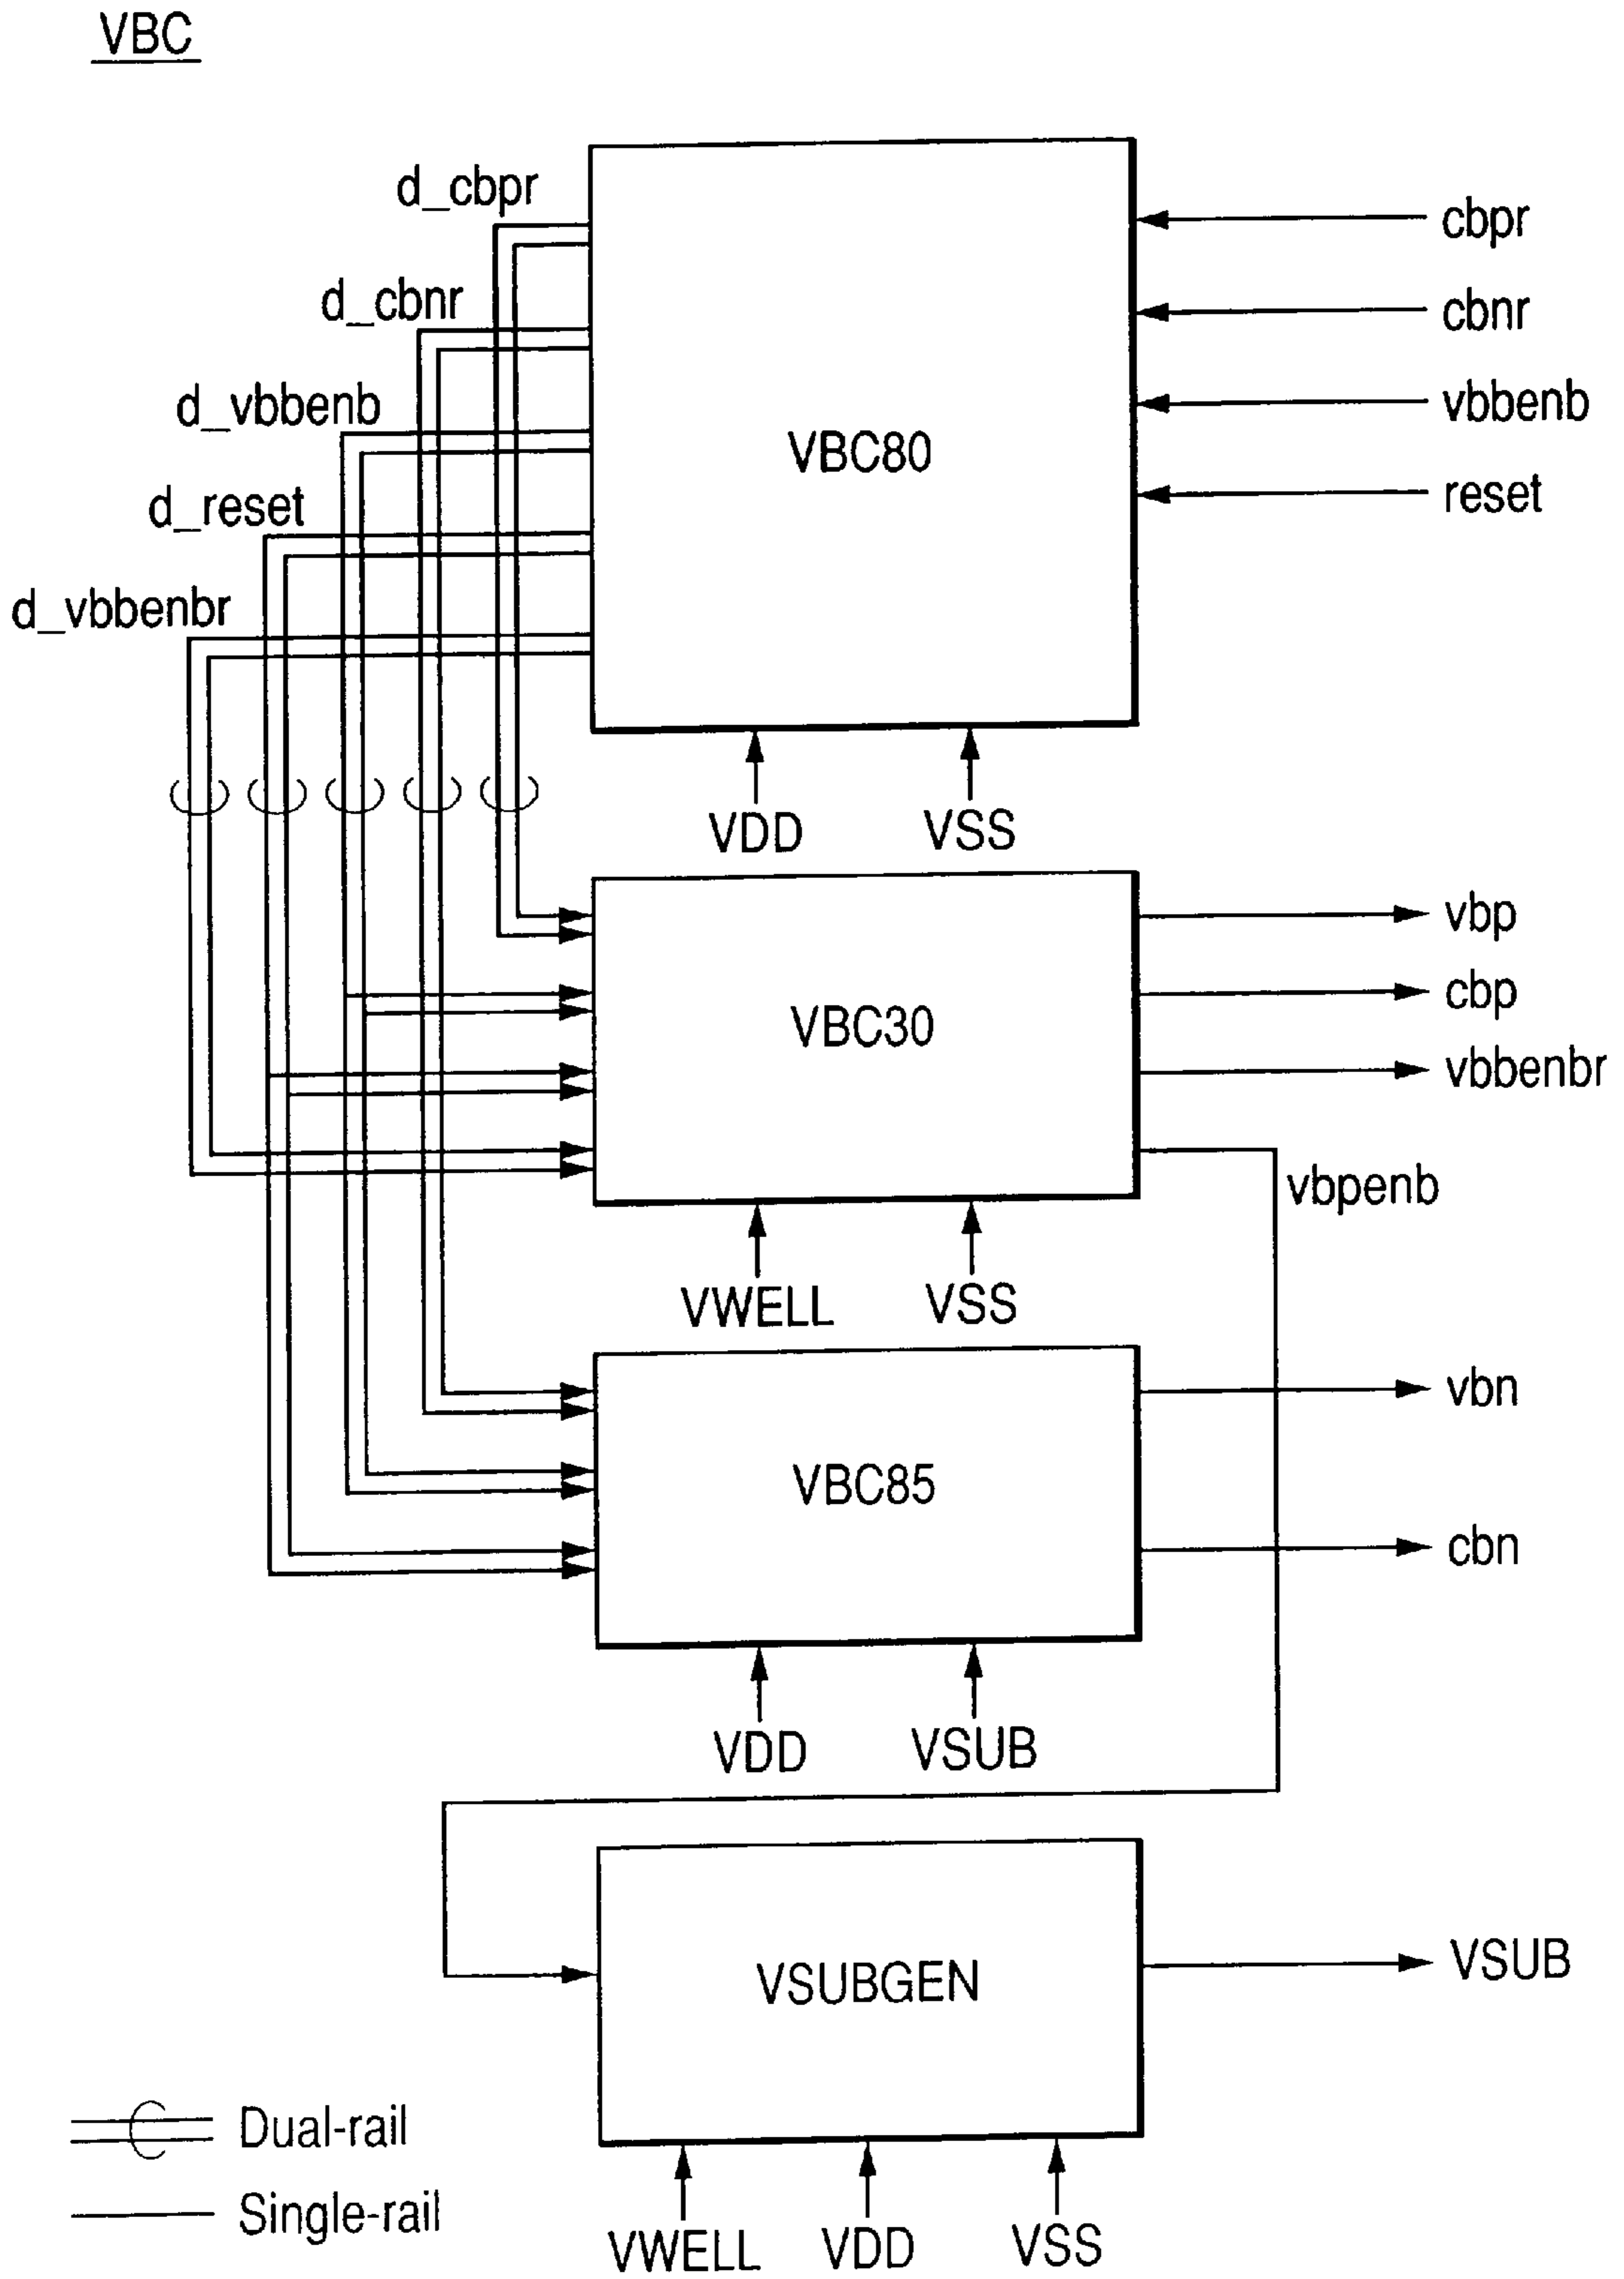 VBC
d_cbpr
cbpr
d_cbnr
cbnr
d_vbbenb
vbbenb
VBC80
d_reset
reset
d_vbbenbr
VDD
VSS
vbp
cbp
VBC30
vbbenbr
vbpenb
VWELL
VSS
vbn
VBC85
cbn
VDD
VSUB
VSUBGEN
VSUB
Dual-rail
Single-rail
VWELL
VDD
VSS